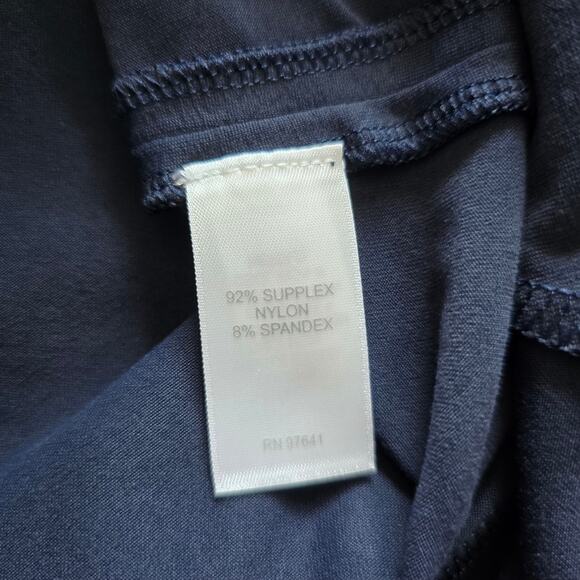 92% SUPPLEX
NYLON
8% SPANDEX
RN 97641